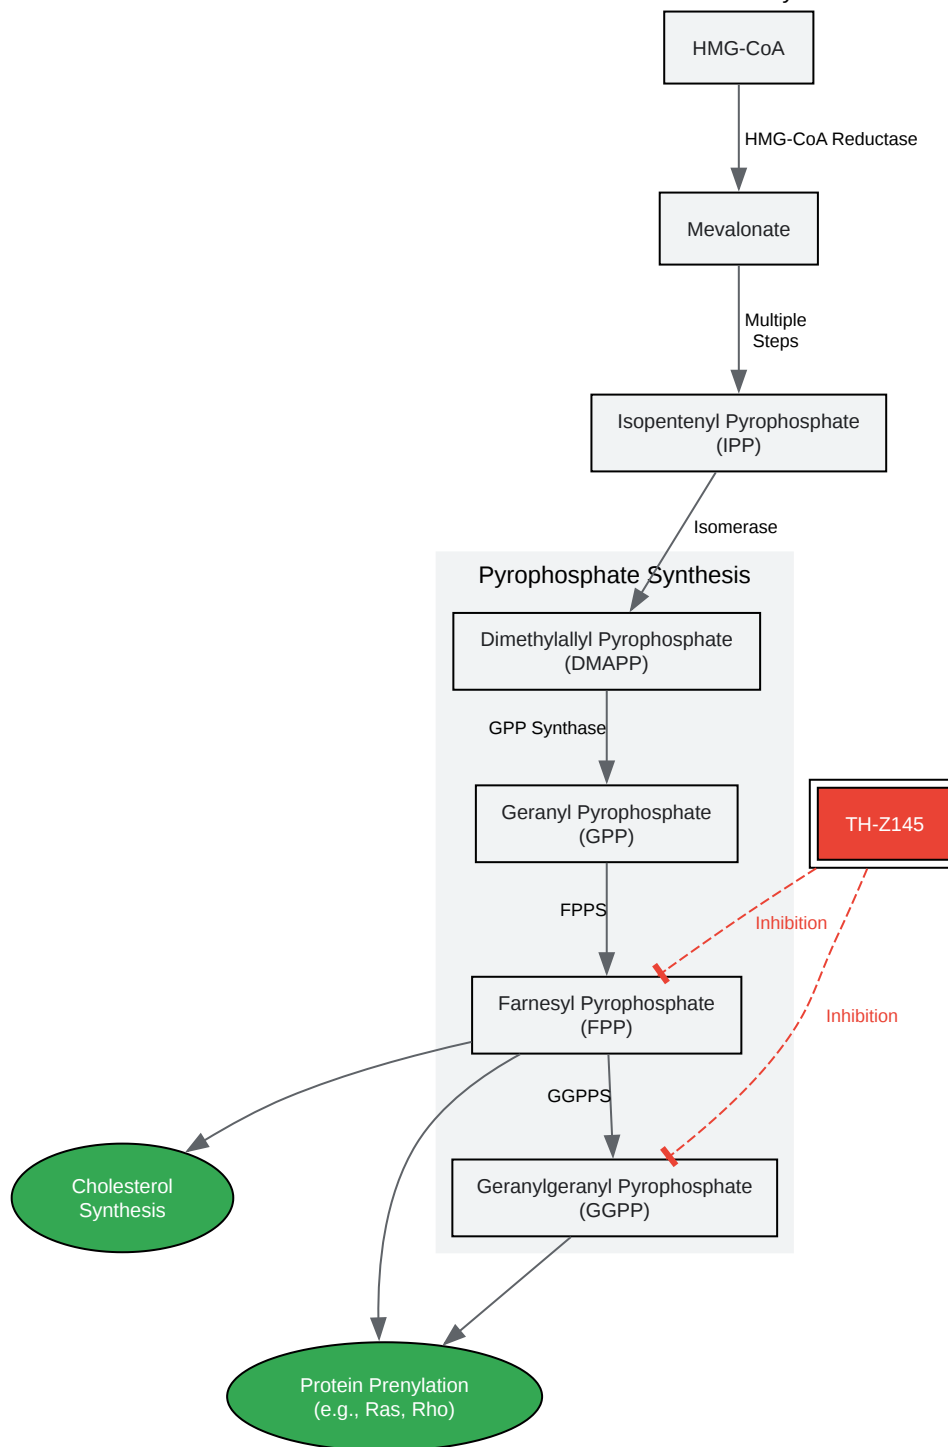 HMG-CoA
HMG-CoA Reductase
Mevalonate
Multiple
Steps
Isopentenyl Pyrophosphate
(IPP)
Isomerase
Pyrophosphate Synthesis
Dimethylallyl Pyrophosphate
(DMAPP)
GPP Synthase
Geranyl Pyrophosphate
(GPP)
TH-Z145
FPPS
Inhibition
Farnesyl Pyrophosphate
(FPP)
Inhibition
GGPPS
Cholesterol
Synthesis
Geranylgeranyl Pyrophosphate
(GGPP)
Protein Prenylation
(e.g., Ras, Rho)